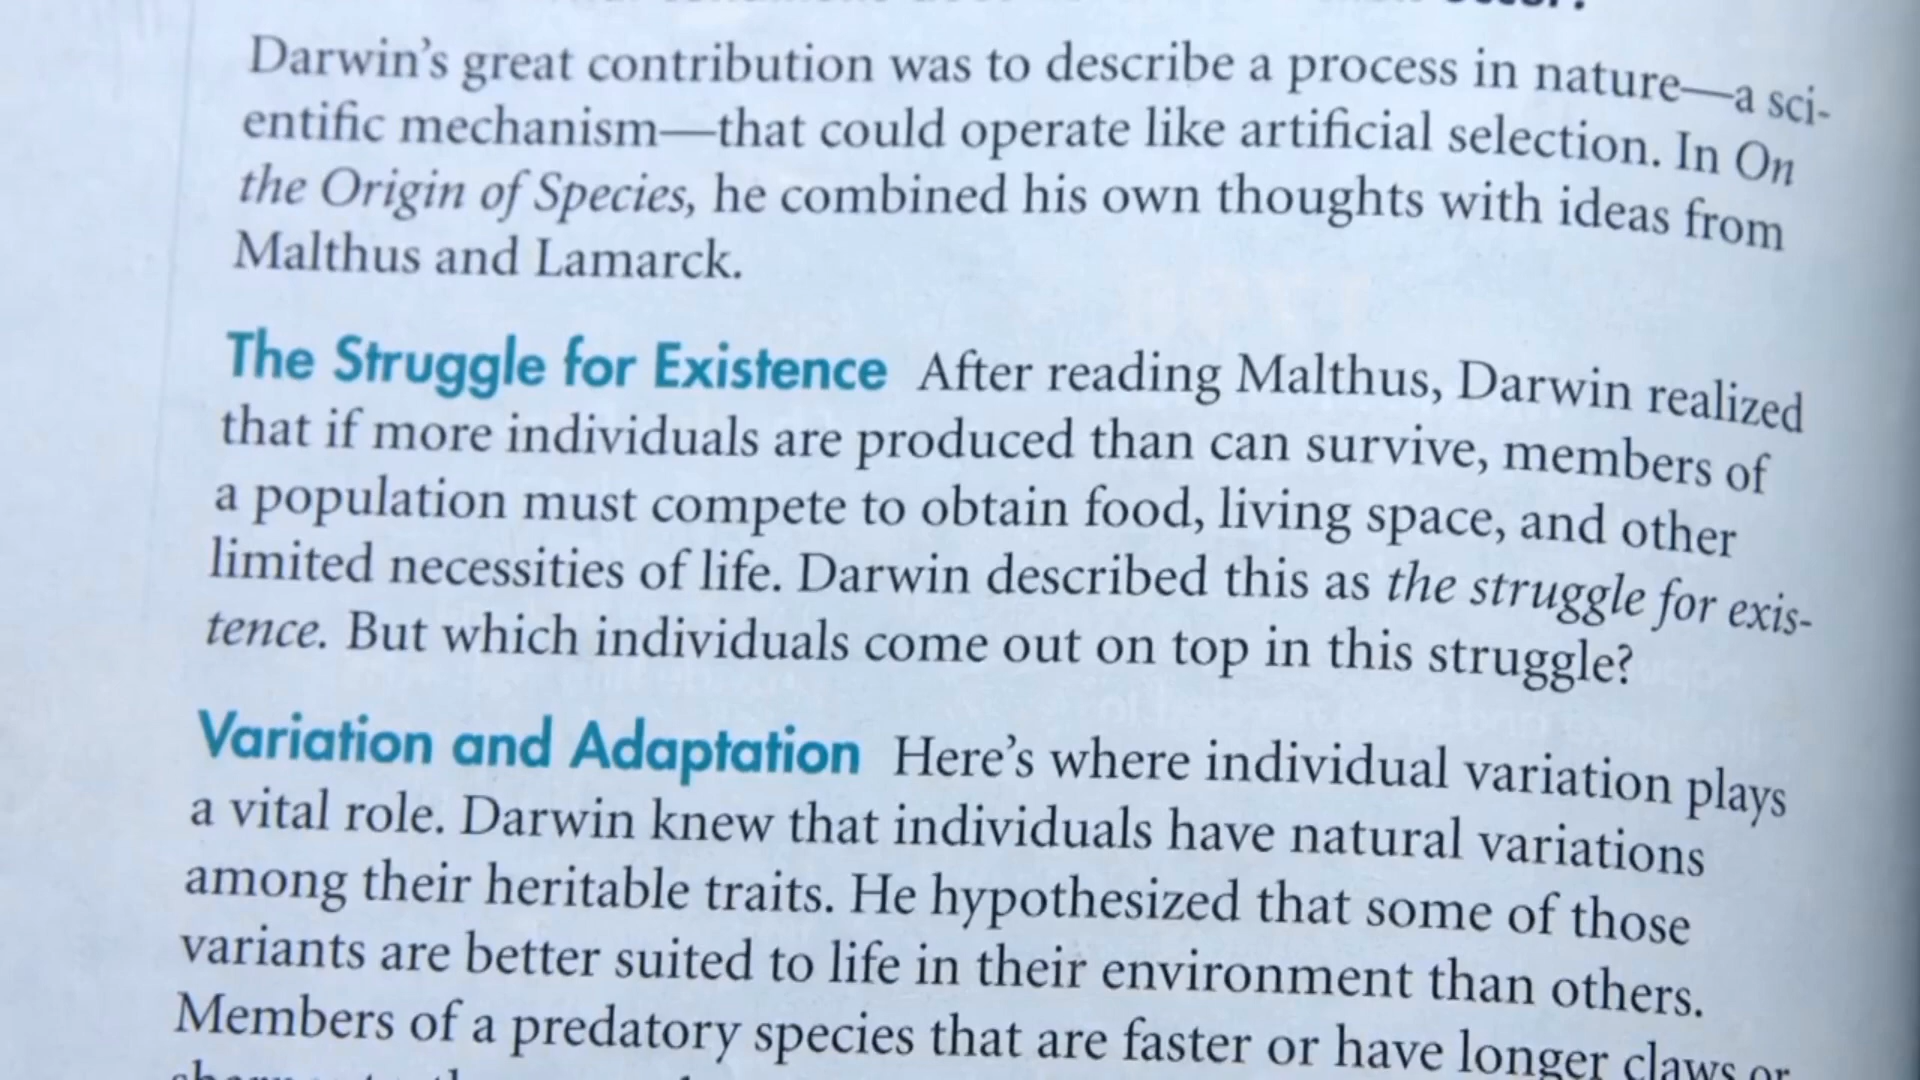 Darwin's great contribution was to describe a process in nature—a sci-
entific mechanism—that could operate like artificial selection. In On
the Origin of Species, he combined his own thoughts with ideas from
Malthus and Lamarck.
The Struggle for Existence After reading Malthus, Darwin realized
that if more individuals are produced than can survive, members of
a population must compete to obtain food, living space, and other
limited necessities of life. Darwin described this as the struggle for exis-
tence. But which individuals come out on top in this struggle?
Variation and Adaptation Here's where individual variation plays
a vital role. Darwin knew that individuals have natural variations
among their heritable traits. He hypothesized that some of those
variants are better suited to life in their environment than others.
Members of a predatory species that are faster or have longer claws or